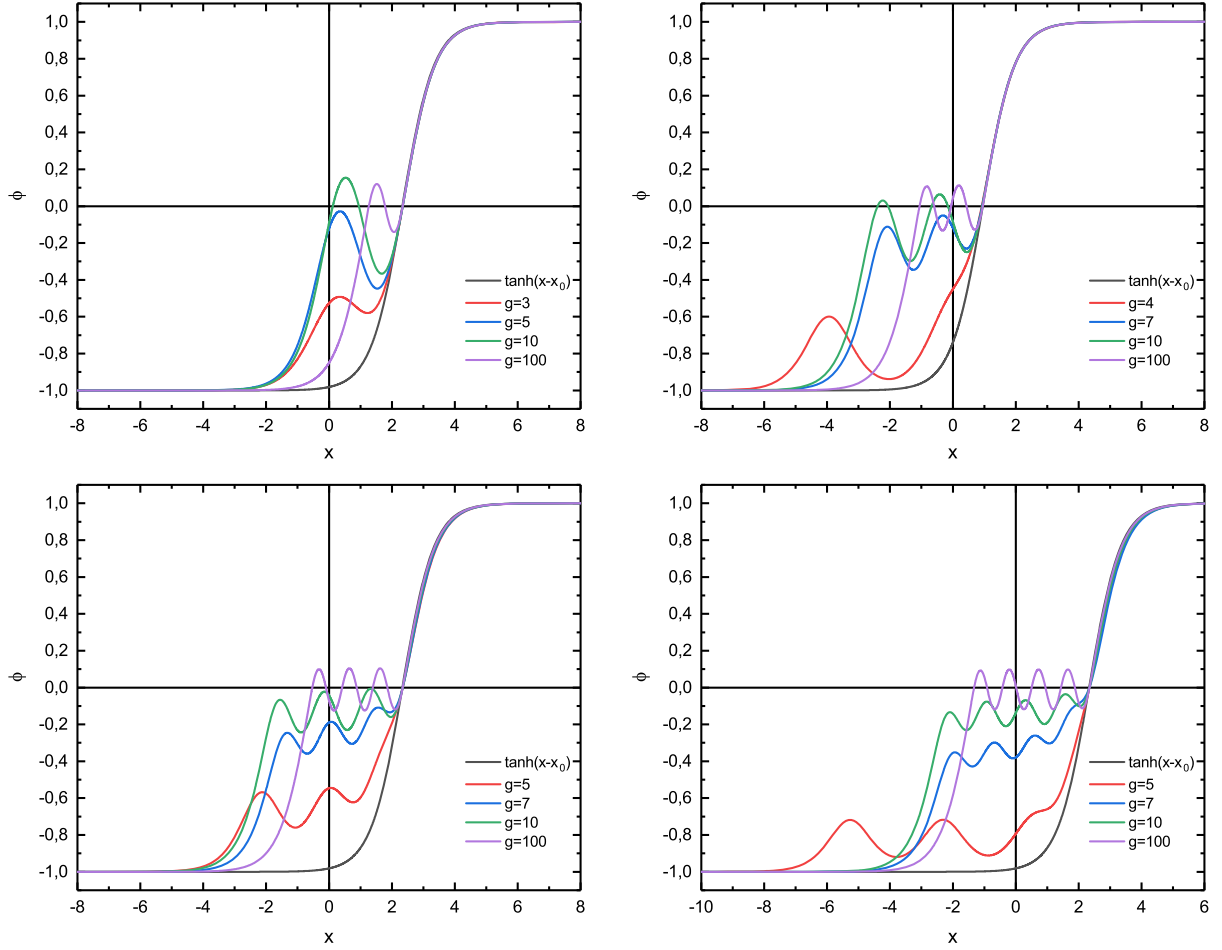 1,0
0,8
0,6
0,4
0,2
0,0
-0,2
-0,4
-0,6
-0,8
-1,0
ϕ
tanh(x-x0)
g=3
g=5
g=10
g=100
-8 -6 -4 -2 0 2 4 6 8
x
1,0
0,8
0,6
0,4
0,2
0,0
-0,2
-0,4
-0,6
-0,8
-1,0
ϕ
tanh(x-x0)
g=4
g=7
g=10
g=100
-8 -6 -4 -2 0 2 4 6 8
x
1,0
0,8
0,6
0,4
0,2
0,0
-0,2
-0,4
-0,6
-0,8
-1,0
ϕ
tanh(x-x0)
g=5
g=7
g=10
g=100
-8 -6 -4 -2 0 2 4 6 8
x
1,0
0,8
0,6
0,4
0,2
0,0
-0,2
-0,4
-0,6
-0,8
-1,0
ϕ
tanh(x-x0)
g=5
g=7
g=10
g=100
-10 -8 -6 -4 -2 0 2 4 6
x